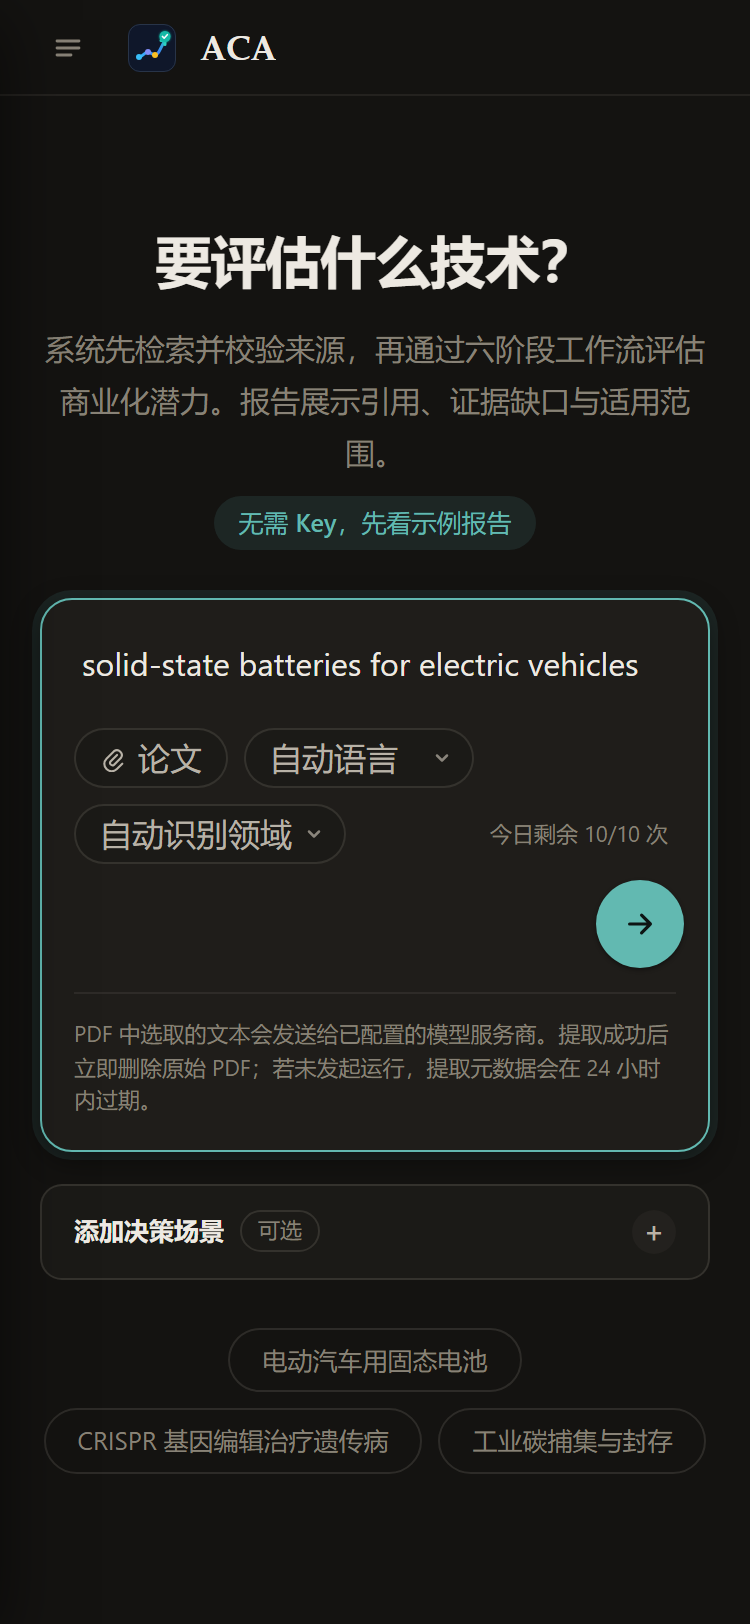 ACA
要评估什么技术？
系统先检索并校验来源，再通过六阶段工作流评估
商业化潜力。报告展示引用、证据缺口与适用范
围。
无需 Key，先看示例报告
solid-state batteries for electric vehicles
论文
自动语言
自动识别领域
今日剩余 10/10 次
PDF 中选取的文本会发送给已配置的模型服务商。提取成功后
立即删除原始 PDF；若未发起运行，提取元数据会在 24 小时
内过期。
添加决策场景 可选
+
电动汽车用固态电池
CRISPR 基因编辑治疗遗传病
工业碳捕集与封存